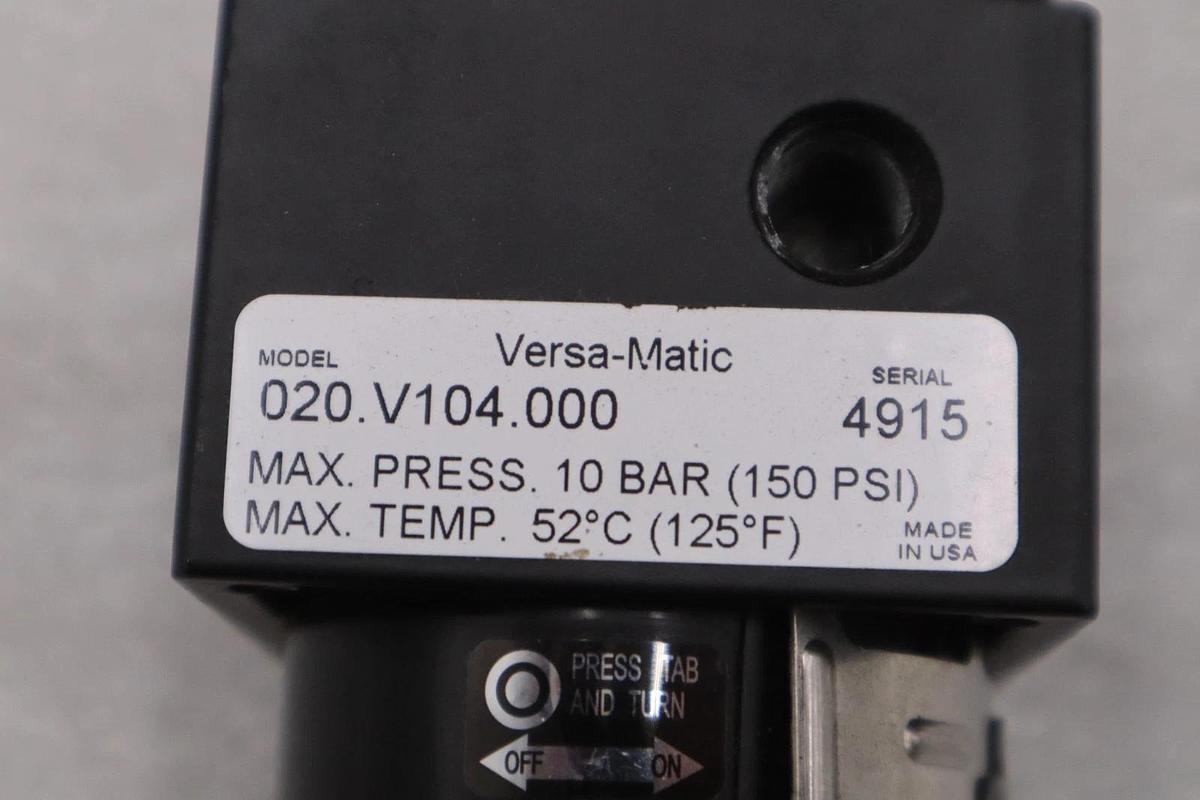 Versa-Matic
MODEL
020.V104.000
SERIAL
4915
MAX. PRESS. 10 BAR (150 PSI)
MAX. TEMP. 52°C (125°F)
MADE
IN USA
PRESS TAB
AND TURN
OFF ON